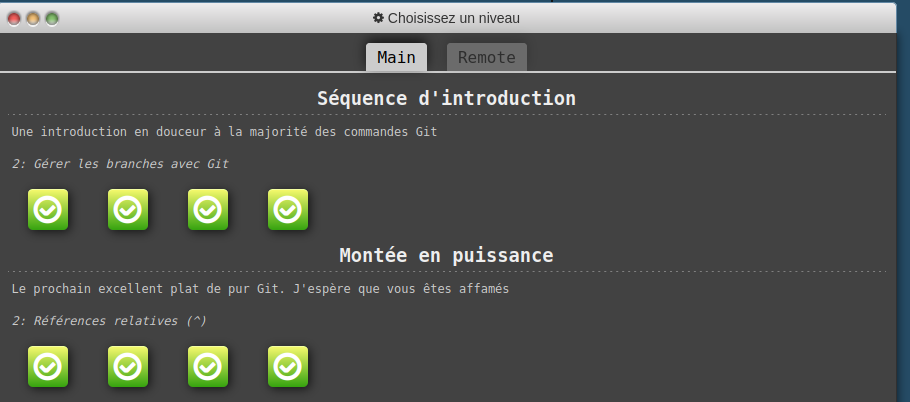 Choisissez un niveau
Main
Remote
Séquence d'introduction
Une introduction en douceur à la majorité des commandes Git
2: Gérer les branches avec Git
Montée en puissance
Le prochain excellent plat de pur Git. J'espère que vous êtes affamés
2: Références relatives (^)